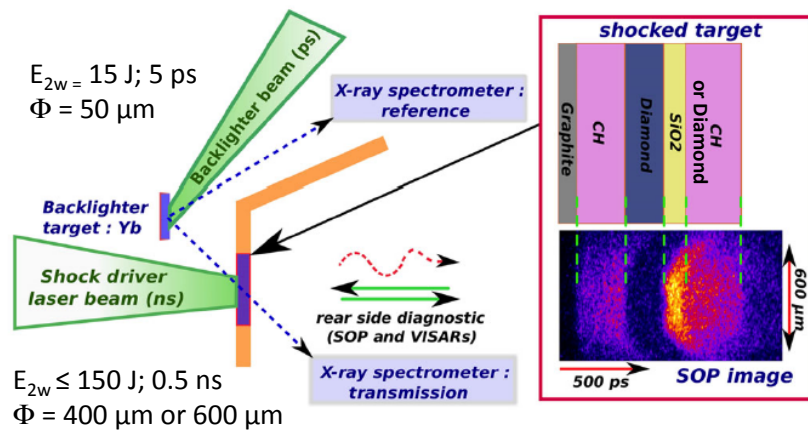 E2w = 15 J; 5 ps
Φ = 50 µm
Backlighter beam (ps)
X-ray spectrometer :
reference
Backlighter
target : Yb
Shock driver
laser beam (ns)
rear side diagnostic
(SOP and VISARs)
X-ray spectrometer :
transmission
E2w ≤ 150 J; 0.5 ns
Φ = 400 µm or 600 µm
shocked target
Graphite
CH
Diamond
SiO2
CH
or Diamond
600 µm
500 ps
SOP image